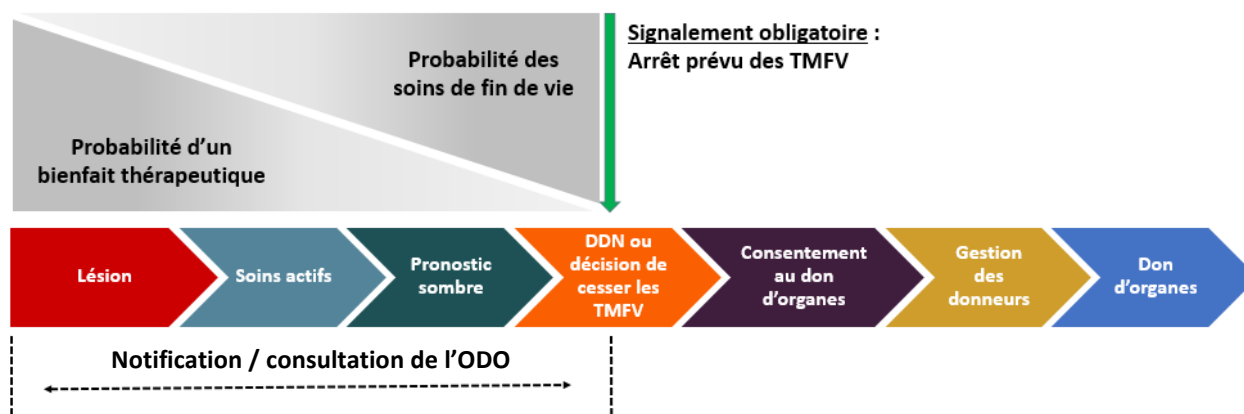 Signalement obligatoire :
Arrêt prévu des TMFV
Probabilité des
soins de fin de vie
Probabilité d'un
bienfait thérapeutique
Lésion
Soins actifs
Pronostic
sombre
DDN ou
décision de
cesser les
TMFV
Consentement
au don
d'organes
Gestion
des
donneurs
Don
d'organes
Notification / consultation de l'ODO